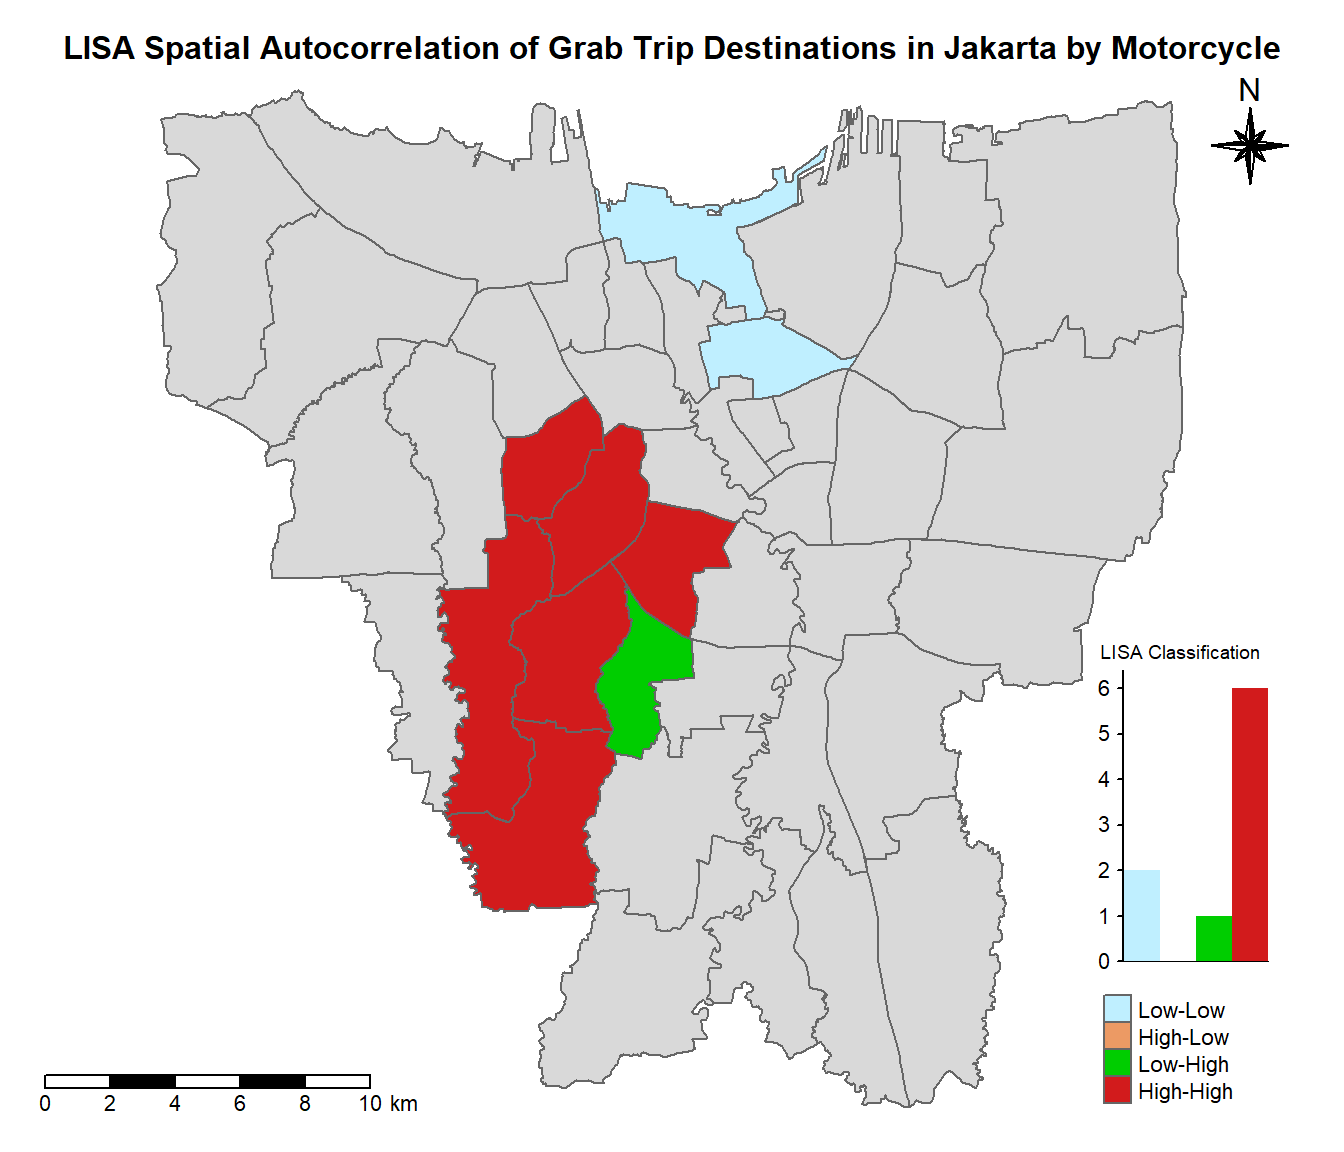 LISA Spatial Autocorrelation of Grab Trip Destinations in Jakarta by Motorcycle
N
LISA Classification
6
5
4
3
2
1
0
Low-Low
High-Low
Low-High
High-High
0 2 4 6 8 10 km